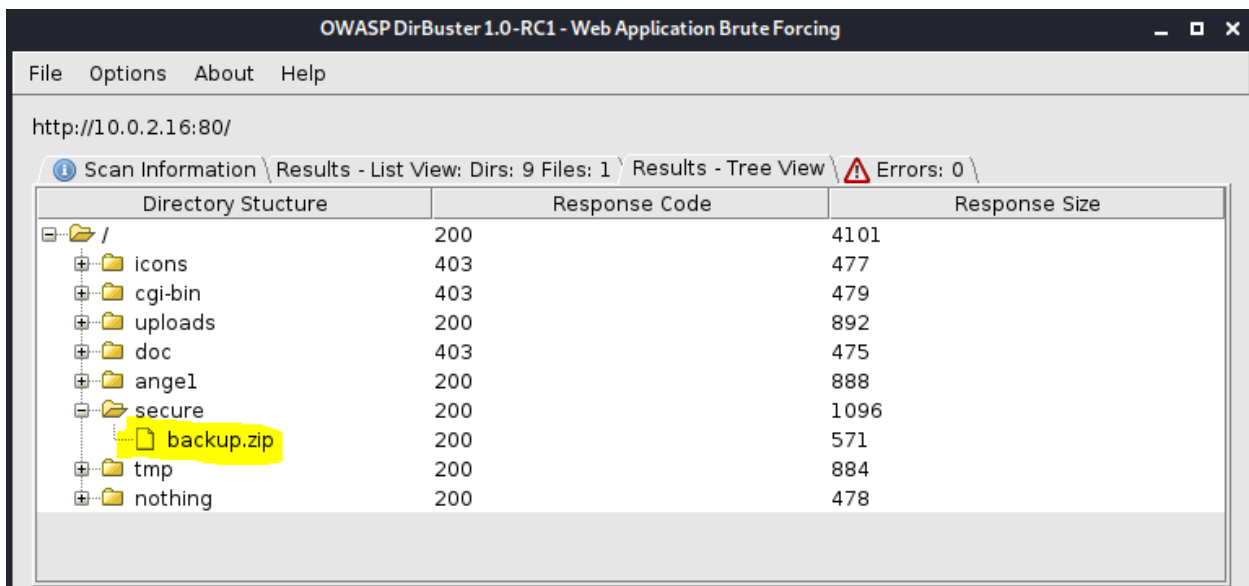 OWASP DirBuster 1.0-RC1 - Web Application Brute Forcing
File Options About Help
http://10.0.2.16:80/
Scan Information Results - List View: Dirs: 9 Files: 1 Results - Tree View Errors: 0
Directory Stucture Response Code Response Size
/ 200 4101
icons 403 477
cgi-bin 403 479
uploads 200 892
doc 403 475
angel 200 888
secure 200 1096
backup.zip 200 571
tmp 200 884
nothing 200 478